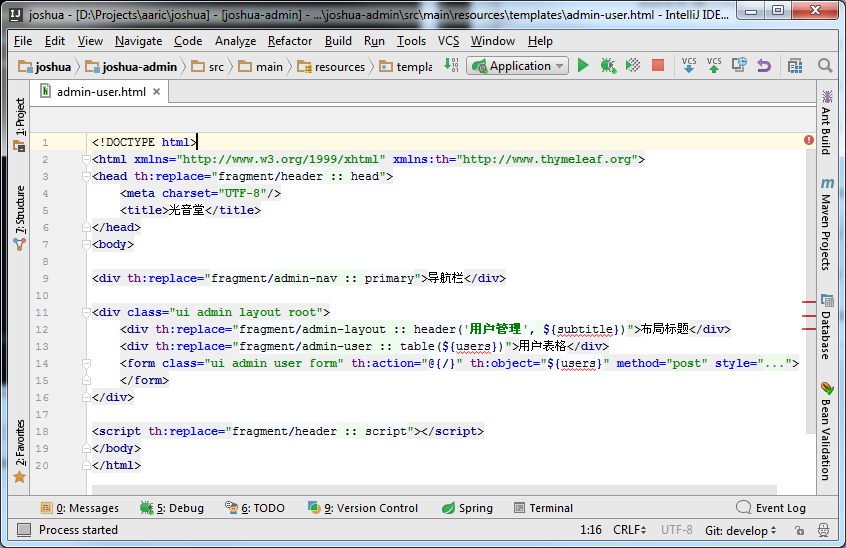 joshua - [D:\Projects\aaric\joshua] - [joshua-admin] - ...\joshua-admin\src\main\resources\templates\admin-user.html - IntelliJ IDE...
File Edit View Navigate Code Analyze Refactor Build Run Tools VCS Window Help
joshua joshua-admin src main resources templa Application VCS VCS
admin-user.html
1: Project
7: Structure
2: Favorites
1 <!DOCTYPE html>
2 <html xmlns="http://www.w3.org/1999/xhtml" xmlns:th="http://www.thymeleaf.org">
3 <head th:replace="fragment/header :: head">
4 <meta charset="UTF-8"/>
5 <title>光音堂</title>
6 </head>
7 <body>
8
9 <div th:replace="fragment/admin-nav :: primary">导航栏</div>
10
11 <div class="ui admin layout root">
12 <div th:replace="fragment/admin-layout :: header('用户管理', ${subtitle})">布局标题</div>
13 <div th:replace="fragment/admin-user :: table(${users})">用户表格</div>
14 <form class="ui admin user form" th:action="@{/}" th:object="${users}" method="post" style="...">
15 </form>
16 </div>
17
18 <script th:replace="fragment/header :: script"></script>
19 </body>
20 </html>
Ant Build
Maven Projects
Database
Bean Validation
0: Messages 5: Debug 6: TODO 9: Version Control Spring Terminal Event Log
Process started 1:16 CRLF UTF-8 Git: develop